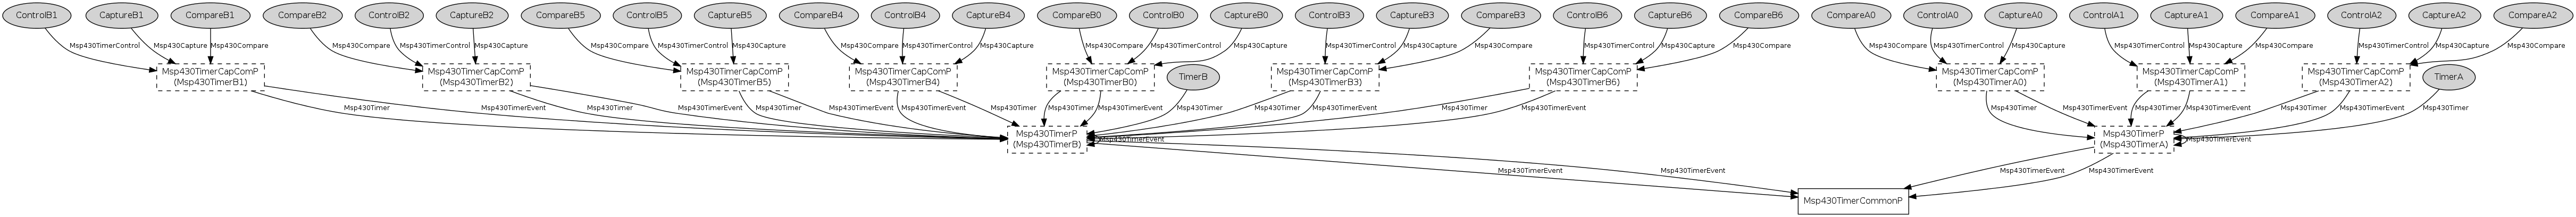 ControlB1 CaptureB1 CompareB1 CompareB2 ControlB2 CaptureB2 CompareB5 ControlB5 CaptureB5 CompareB4 ControlB4 CaptureB4 CompareB0 ControlB0 CaptureB0 ControlB3 CaptureB3 CompareB3 ControlB6 CaptureB6 CompareB6 CompareA0 ControlA0 CaptureA0 ControlA1 CaptureA1 CompareA1 ControlA2 CaptureA2 CompareA2
Msp430TimerControl Msp430Capture Msp430Compare Msp430Compare Msp430TimerControl Msp430Capture Msp430Compare Msp430TimerControl Msp430Capture Msp430Compare Msp430TimerControl Msp430Capture Msp430Compare Msp430TimerControl Msp430Capture Msp430TimerControl Msp430Capture Msp430Compare Msp430TimerControl Msp430Capture Msp430Compare Msp430Compare Msp430TimerControl Msp430Capture Msp430TimerControl Msp430Capture Msp430Compare Msp430TimerControl Msp430Capture Msp430Compare
Msp430TimerCapComP Msp430TimerCapComP Msp430TimerCapComP Msp430TimerCapComP Msp430TimerCapComP Msp430TimerCapComP Msp430TimerCapComP Msp430TimerCapComP Msp430TimerCapComP Msp430TimerCapComP
TimerB TimerA
(Msp430TimerB1) (Msp430TimerB2) (Msp430TimerB5) (Msp430TimerB4) (Msp430TimerB0) (Msp430TimerB3) (Msp430TimerB6) (Msp430TimerA0) (Msp430TimerA1) (Msp430TimerA2)
Msp430Timer Msp430TimerEvent Msp430Timer Msp430TimerEvent Msp430Timer Msp430TimerEvent Msp430TimerEvent Msp430Timer Msp430Timer Msp430TimerEvent Msp430Timer Msp430Timer Msp430TimerEvent Msp430Timer Msp430TimerEvent Msp430Timer Msp430TimerEvent Msp430Timer Msp430TimerEvent Msp430Timer Msp430TimerEvent Msp430Timer
Msp430TimerP Msp430TimerP
Msp430TimerEvent Msp430TimerEvent
(Msp430TimerB) (Msp430TimerA)
Msp430TimerEvent Msp430TimerEvent Msp430TimerEvent Msp430TimerEvent
Msp430TimerCommonP